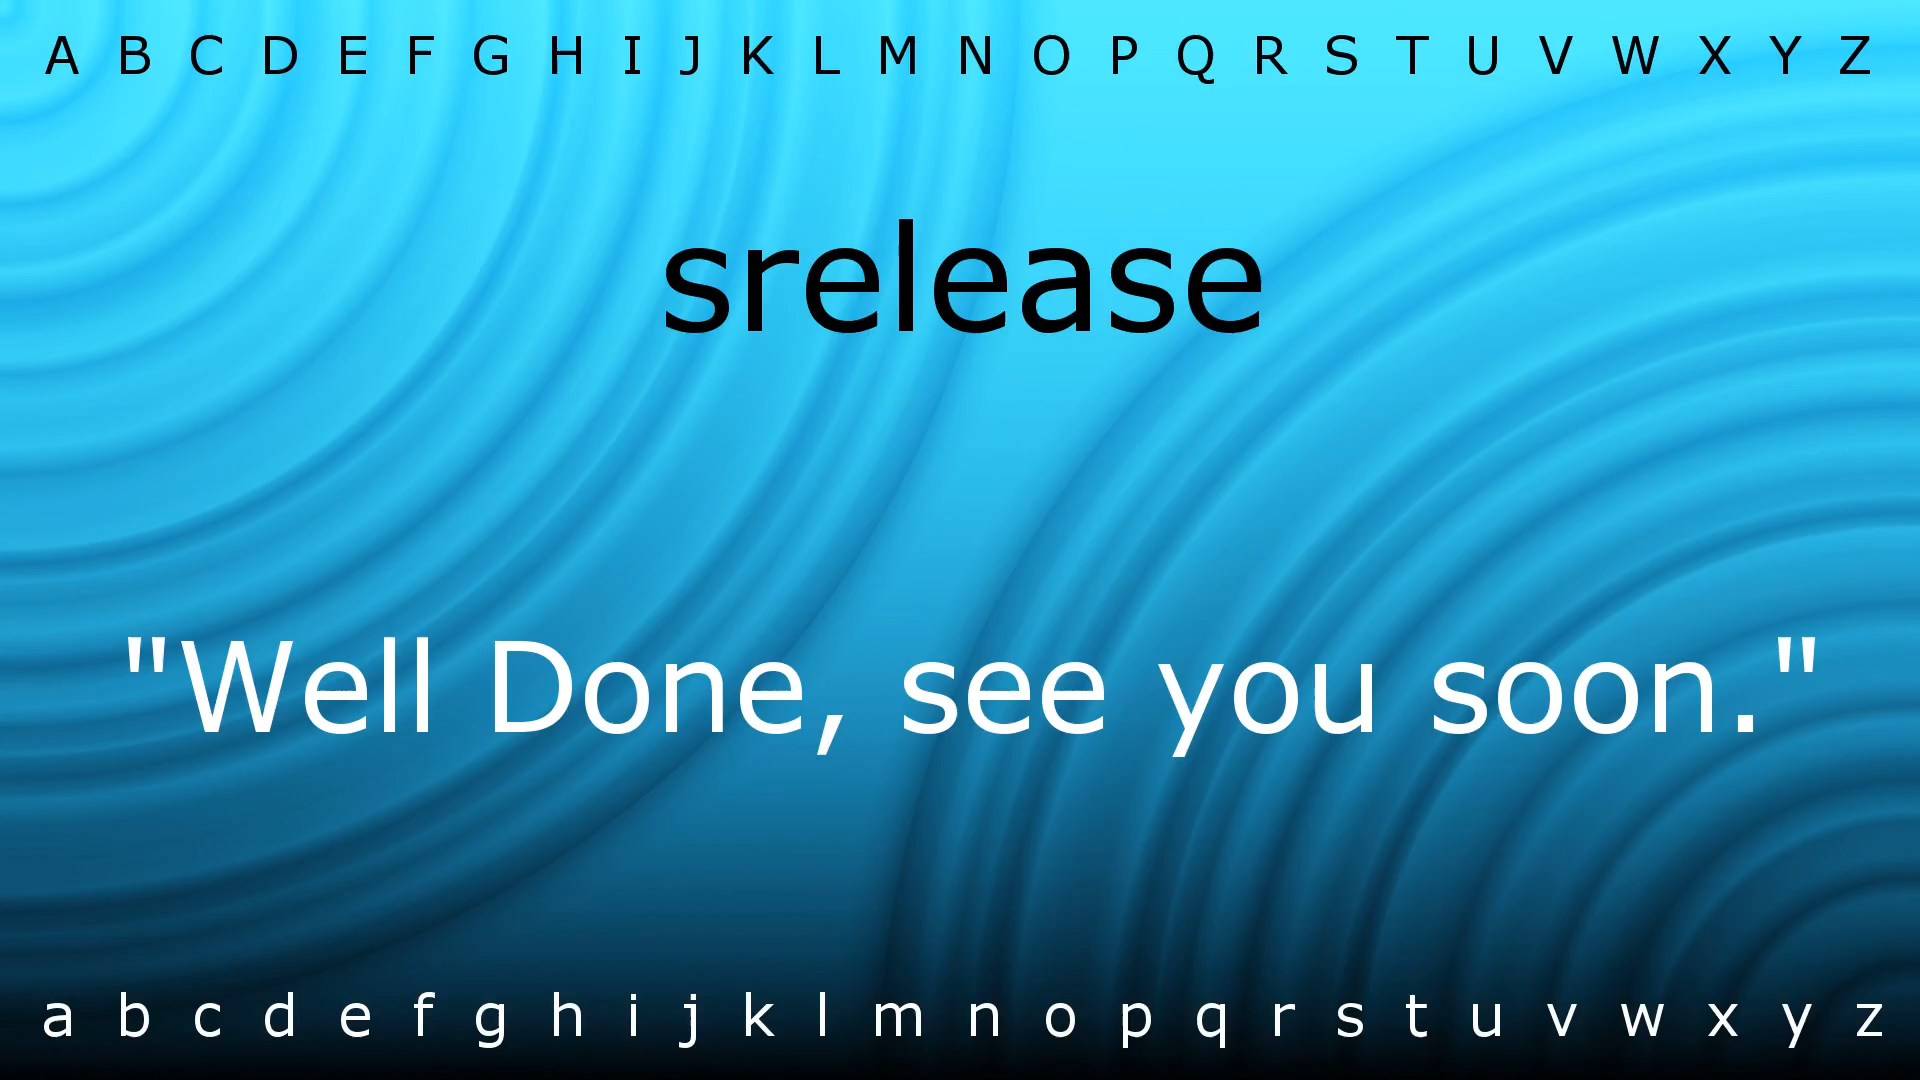 A B C D E F G H I J K L M N O P Q R S T U V W X Y Z
srelease
"Well Done, see you soon."
a b c d e f g h i j k l m n o p q r s t u v w x y z